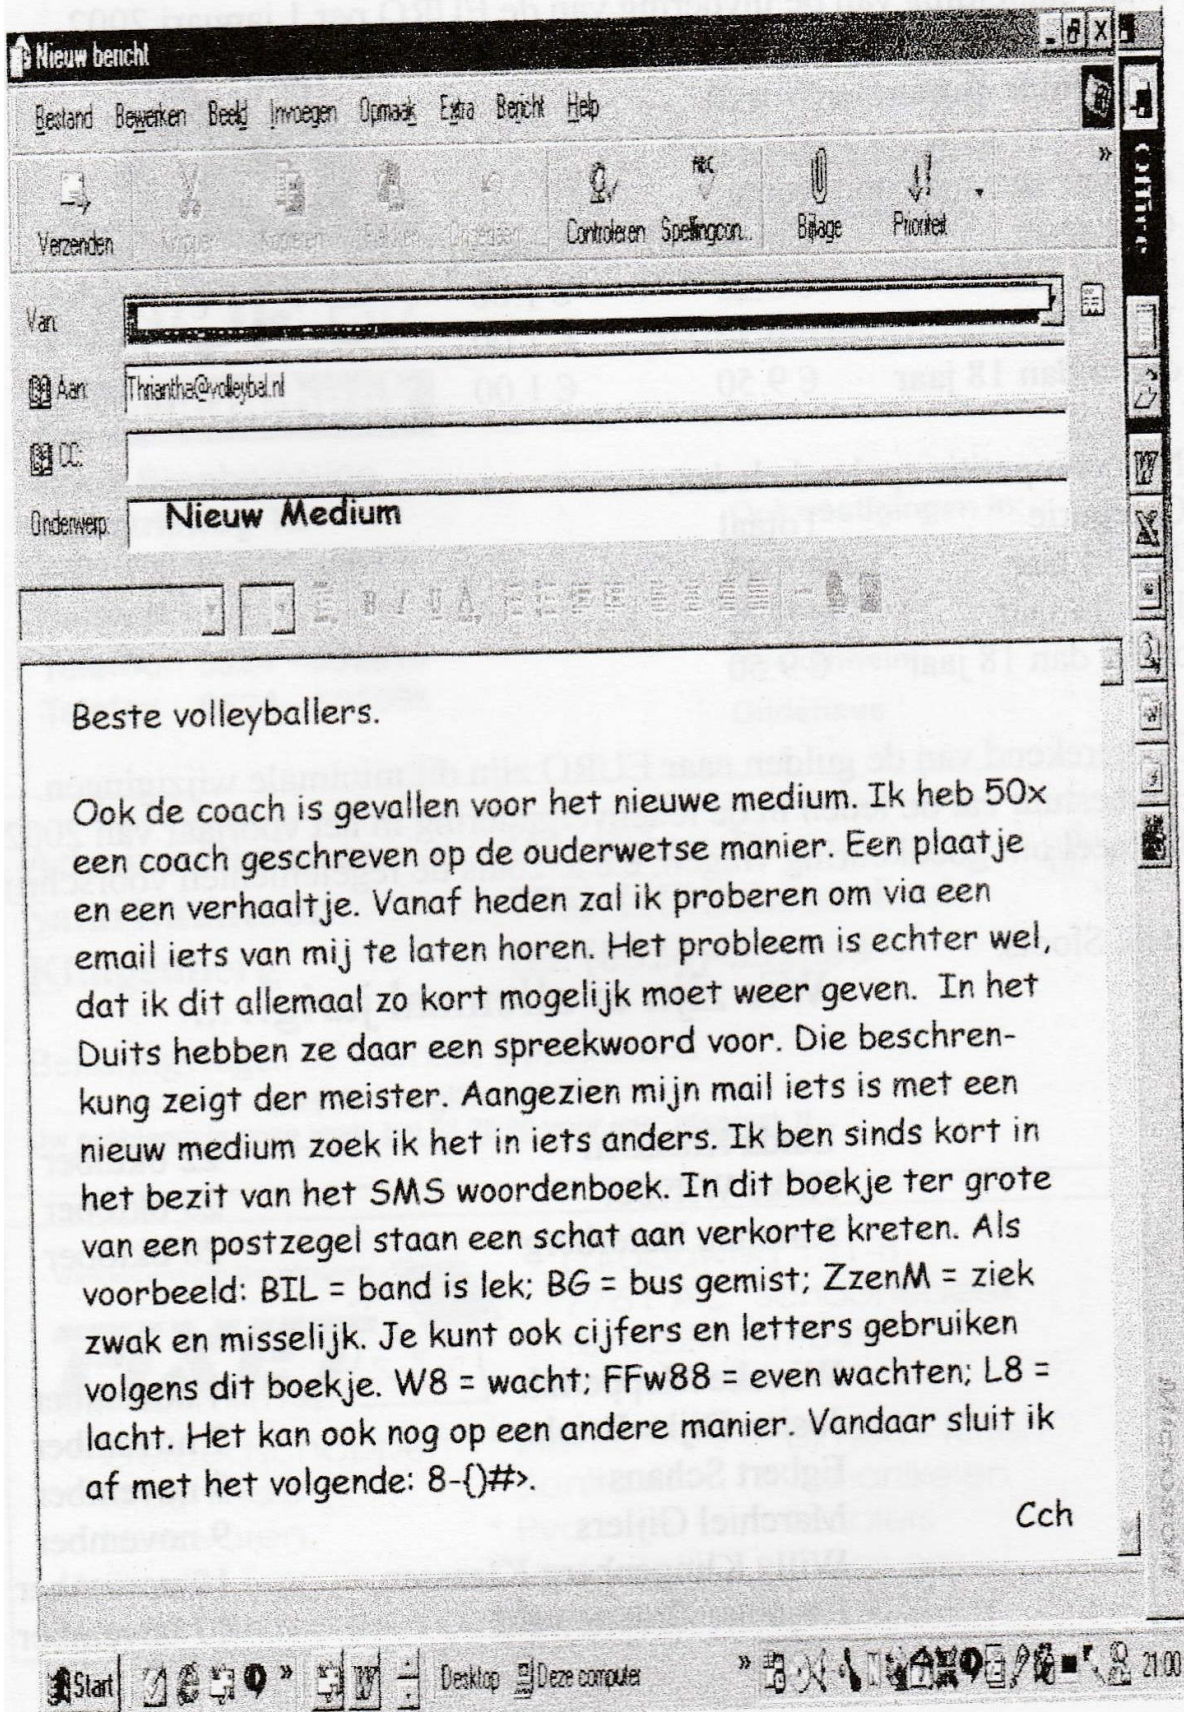 Nieuw bericht
Bestand Bewerken Beeld Invoegen Opmaak Extra Bericht Help
Office
Verzenden Knippen Kopiëren Plakken Controleren Spellingcon... Bijlage Prioriteit
Van:
Aan: Thriantha@volleybal.nl
CC:
Onderwerp: Nieuw Medium
Beste volleyballers.
Ook de coach is gevallen voor het nieuwe medium. Ik heb 50x
een coach geschreven op de ouderwetse manier. Een plaatje
en een verhaaltje. Vanaf heden zal ik proberen om via een
email iets van mij te laten horen. Het probleem is echter wel,
dat ik dit allemaal zo kort mogelijk moet weer geven. In het
Duits hebben ze daar een spreekwoord voor. Die beschren-
kung zeigt der meister. Aangezien mijn mail iets is met een
nieuw medium zoek ik het in iets anders. Ik ben sinds kort in
het bezit van het SMS woordenboek. In dit boekje ter grote
van een postzegel staan een schat aan verkorte kreten. Als
voorbeeld: BIL = band is lek; BG = bus gemist; ZzenM = ziek
zwak en misselijk. Je kunt ook cijfers en letters gebruiken
volgens dit boekje. W8 = wacht; FFw88 = even wachten; L8 =
lacht. Het kan ook nog op een andere manier. Vandaar sluit ik
af met het volgende: 8-{)#>.
Cch
Start Desktop Deze computer 21:00